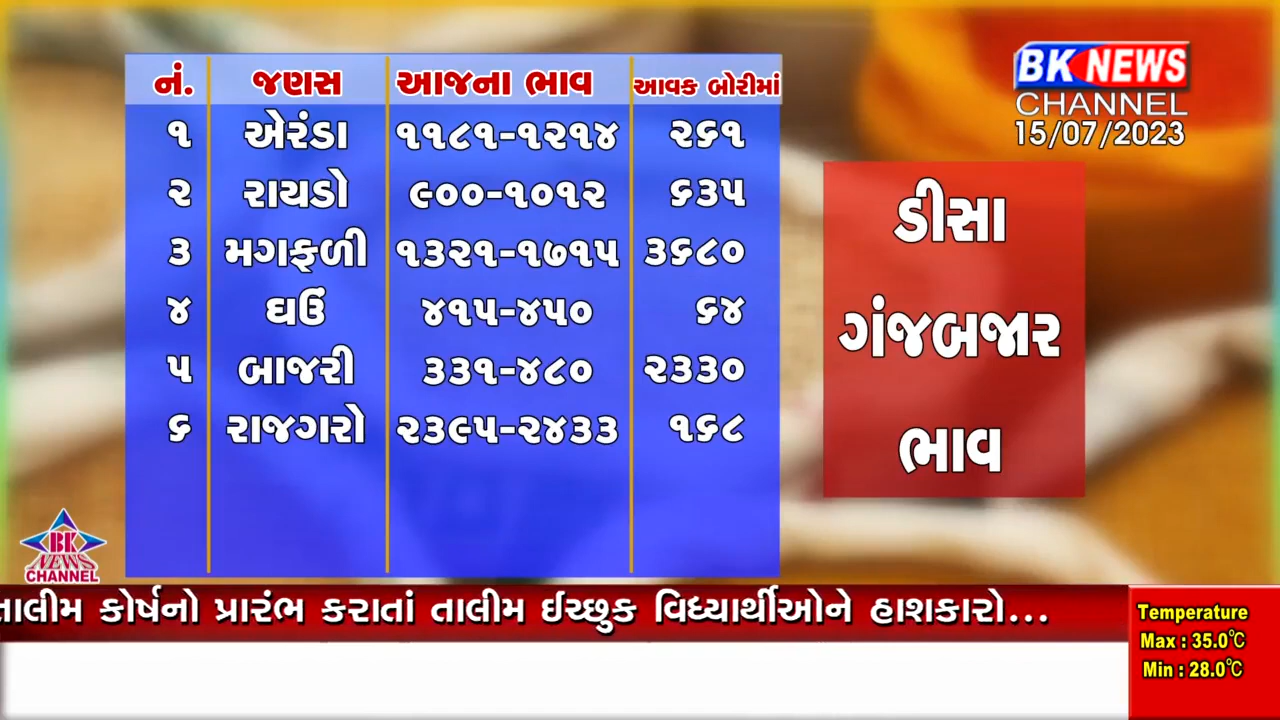 નં. જણસ આજના ભાવ આવક બોરીમાં
૧ એરંડા ૧૧૮૧-૧૨૧૪ ૨૬૧
૨ રાયડો ૯૦૦-૧૦૧૨ ૬૩૫
૩ મગફળી ૧૩૨૧-૧૭૧૫ ૩૬૮૦
૪ ઘઉં ૪૧૫-૪૫૦ ૬૪
૫ બાજરી ૩૩૧-૪૮૦ ૨૩૩૦
૬ રાજગરો ૨૩૯૫-૨૪૩૩ ૧૬૮
BK NEWS
CHANNEL
15/07/2023
ડીસા
ગંજબજાર
ભાવ
BK
NEWS
CHANNEL
તાલીમ કોર્ષનો પ્રારંભ કરાતાં તાલીમ ઈચ્છુક વિધ્યાર્થીઓને હાશકારો...
Temperature
Max : 35.0℃
Min : 28.0℃